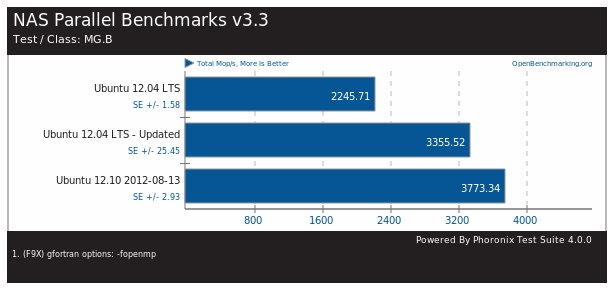 NAS Parallel Benchmarks v3.3
Test / Class: MG.B
Total Mop/s, More Is Better
OpenBenchmarking.org
Ubuntu 12.04 LTS
SE +/- 1.58
2245.71
Ubuntu 12.04 LTS - Updated
SE +/- 25.45
3355.52
Ubuntu 12.10 2012-08-13
SE +/- 2.93
3773.34
800 1600 2400 3200 4000
Powered By Phoronix Test Suite 4.0.0
1. (F9X) gfortran options: -fopenmp